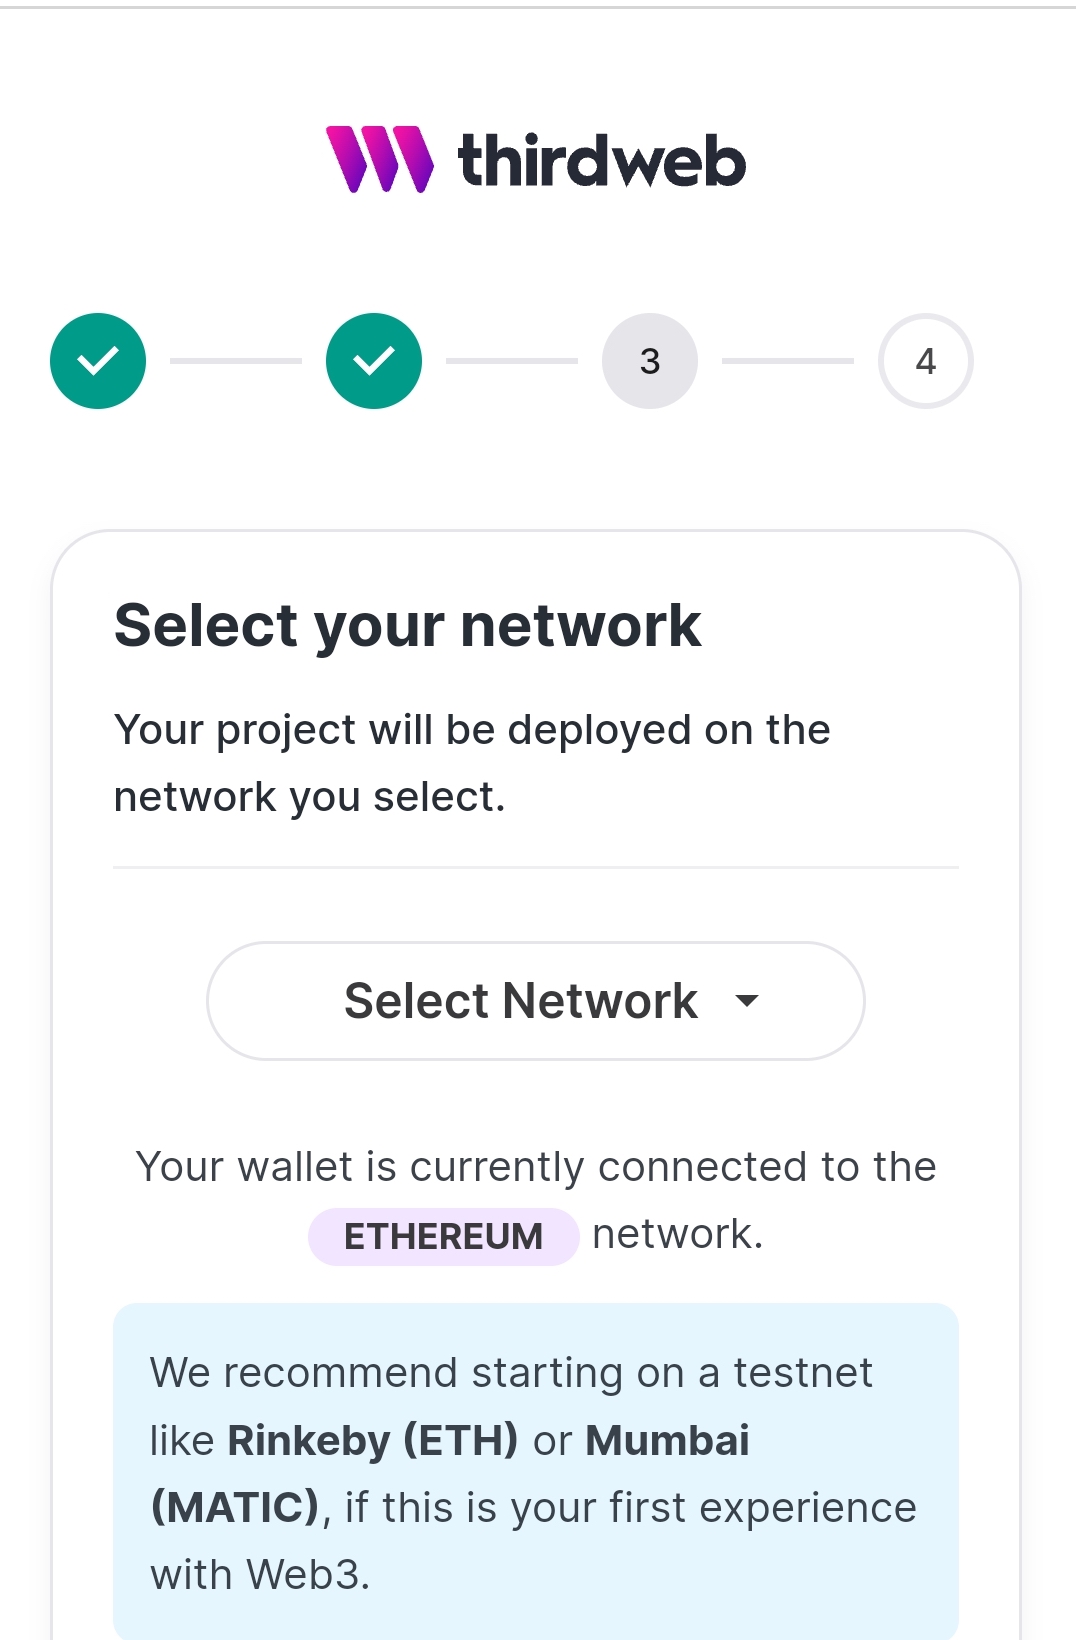 thirdweb
3
4
Select your network
Your project will be deployed on the
network you select.
Select Network
Your wallet is currently connected to the
ETHEREUM network.
We recommend starting on a testnet
like Rinkeby (ETH) or Mumbai
(MATIC), if this is your first experience
with Web3.